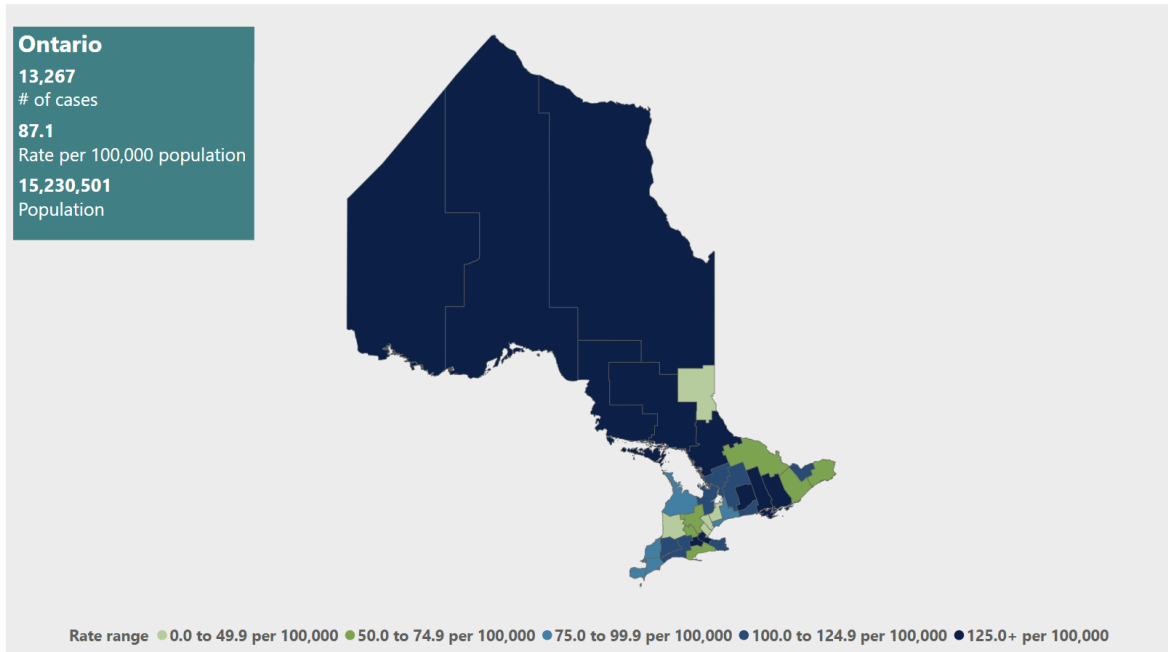 Ontario
13,267
# of cases
87.1
Rate per 100,000 population
15,230,501
Population
Rate range 0.0 to 49.9 per 100,000 50.0 to 74.9 per 100,000 75.0 to 99.9 per 100,000 100.0 to 124.9 per 100,000 125.0+ per 100,000